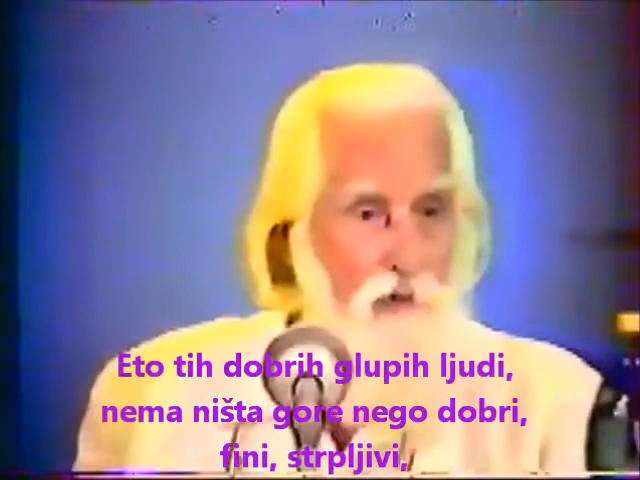 Eto tih dobrih glupih ljudi,
nema ništa gore nego dobri,
fini, strpljivi,